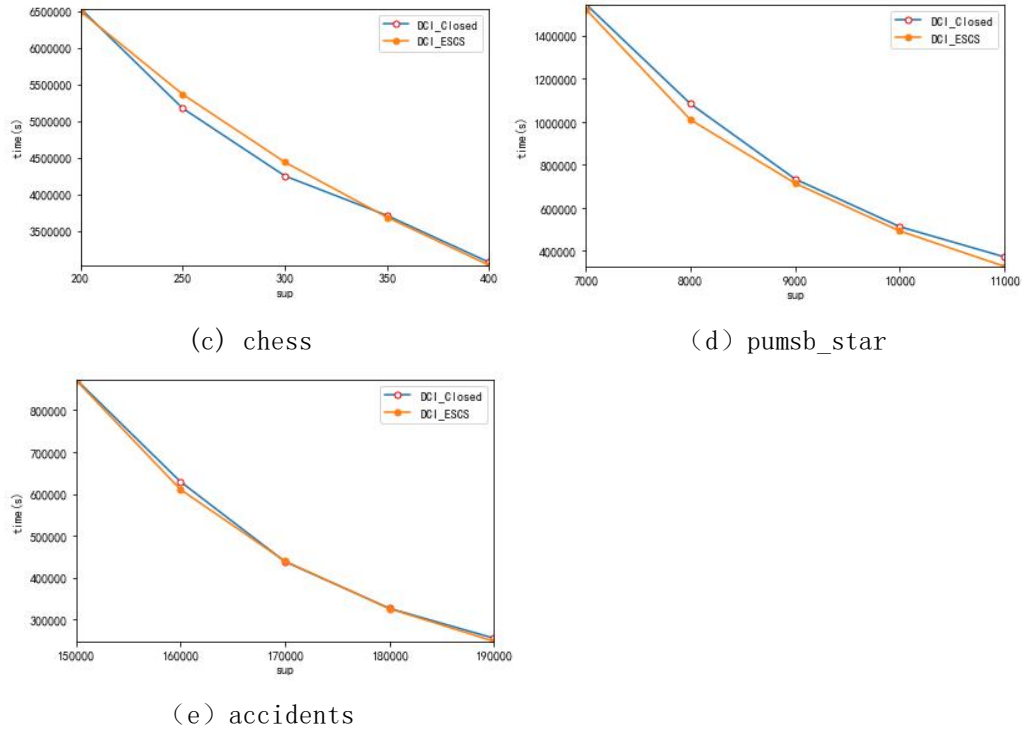 6500000
6000000
5500000
5000000
4500000
4000000
3500000
time(s)
200 250 300 350 400
sup
DCI_Closed
DCI_ESCS
(c) chess
1400000
1200000
1000000
800000
600000
400000
time(s)
7000 8000 9000 10000 11000
sup
DCI_Closed
DCI_ESCS
（d）pumsb_star
800000
700000
600000
500000
400000
300000
time(s)
150000 160000 170000 180000 190000
sup
DCI_Closed
DCI_ESCS
（e）accidents